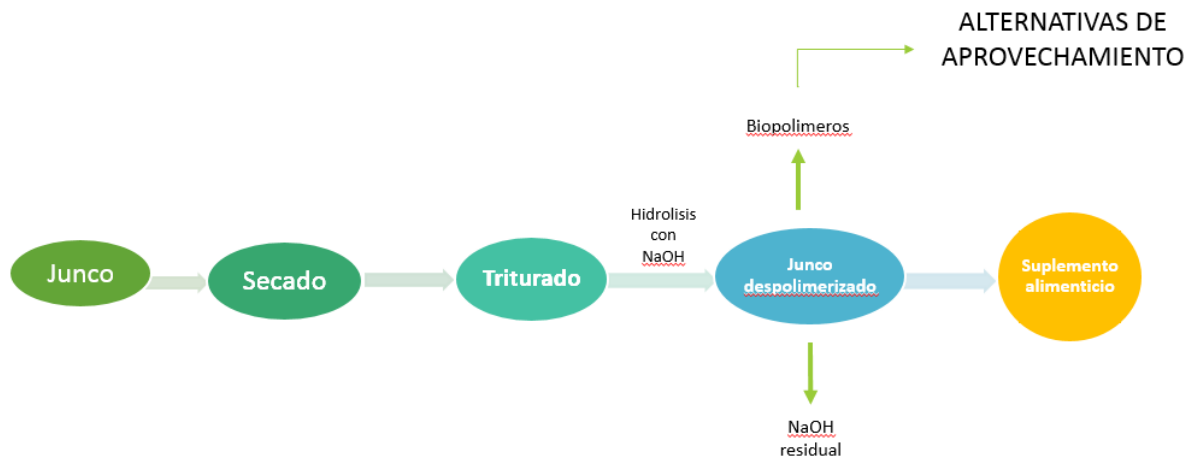 ALTERNATIVAS DE
APROVECHAMIENTO
Biopolimeros
Junco
Secado
Triturado
Hidrolisis
con
NaOH
Junco
despolimerizado
Suplemento
alimenticio
NaOH
residual